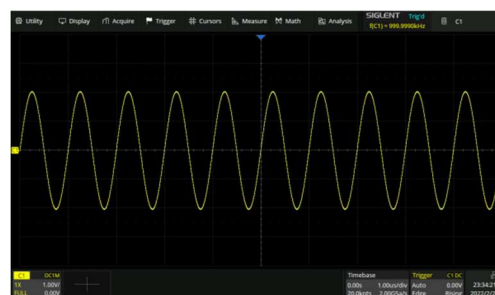 Utility Display Acquire Trigger Cursors Measure Math Analysis SIGLENT Trig'd C1
f(C1) = 999.9990kHz
C1
C1 DC1M Timebase Trigger C1 DC
1X 1.00V/ 0.00s 1.00us/div Auto 0.00V 23:34:21
FULL 0.00V 20.0kpts 2.00GSa/s Edge Rising